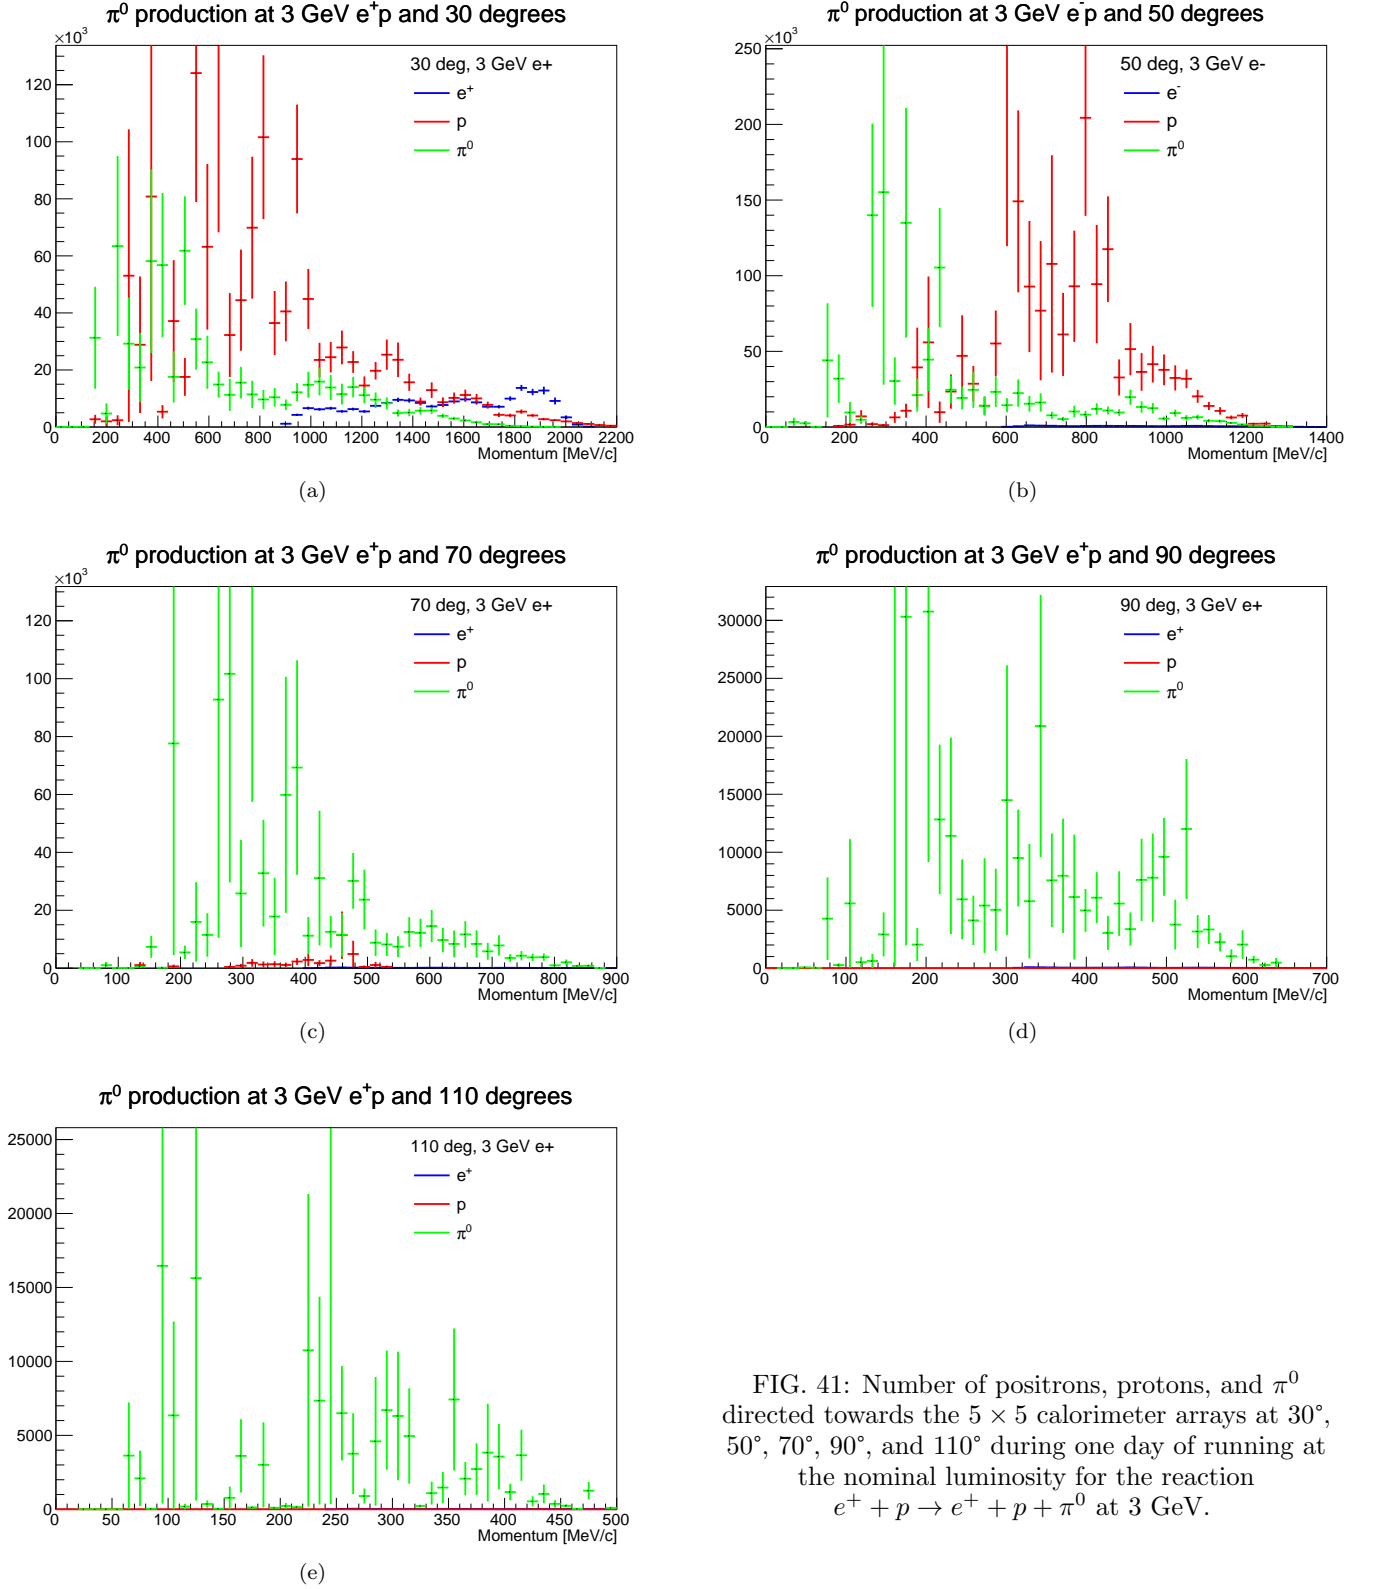 π⁰ production at 3 GeV e⁺p and 30 degrees
×10³
30 deg, 3 GeV e+
e⁺
p
π⁰
120
100
80
60
40
20
0
0 200 400 600 800 1000 1200 1400 1600 1800 2000 2200
Momentum [MeV/c]
(a)
π⁰ production at 3 GeV e⁻p and 50 degrees
×10³
50 deg, 3 GeV e-
e⁻
p
π⁰
250
200
150
100
50
0
0 200 400 600 800 1000 1200 1400
Momentum [MeV/c]
(b)
π⁰ production at 3 GeV e⁺p and 70 degrees
×10³
70 deg, 3 GeV e+
e⁺
p
π⁰
120
100
80
60
40
20
0
0 100 200 300 400 500 600 700 800 900
Momentum [MeV/c]
(c)
π⁰ production at 3 GeV e⁺p and 90 degrees
90 deg, 3 GeV e+
e⁺
p
π⁰
30000
25000
20000
15000
10000
5000
0
0 100 200 300 400 500 600 700
Momentum [MeV/c]
(d)
π⁰ production at 3 GeV e⁺p and 110 degrees
110 deg, 3 GeV e+
e⁺
p
π⁰
25000
20000
15000
10000
5000
0
0 50 100 150 200 250 300 350 400 450 500
Momentum [MeV/c]
(e)
FIG. 41: Number of positrons, protons, and π⁰
directed towards the 5 × 5 calorimeter arrays at 30°,
50°, 70°, 90°, and 110° during one day of running at
the nominal luminosity for the reaction
e⁺ + p → e⁺ + p + π⁰ at 3 GeV.